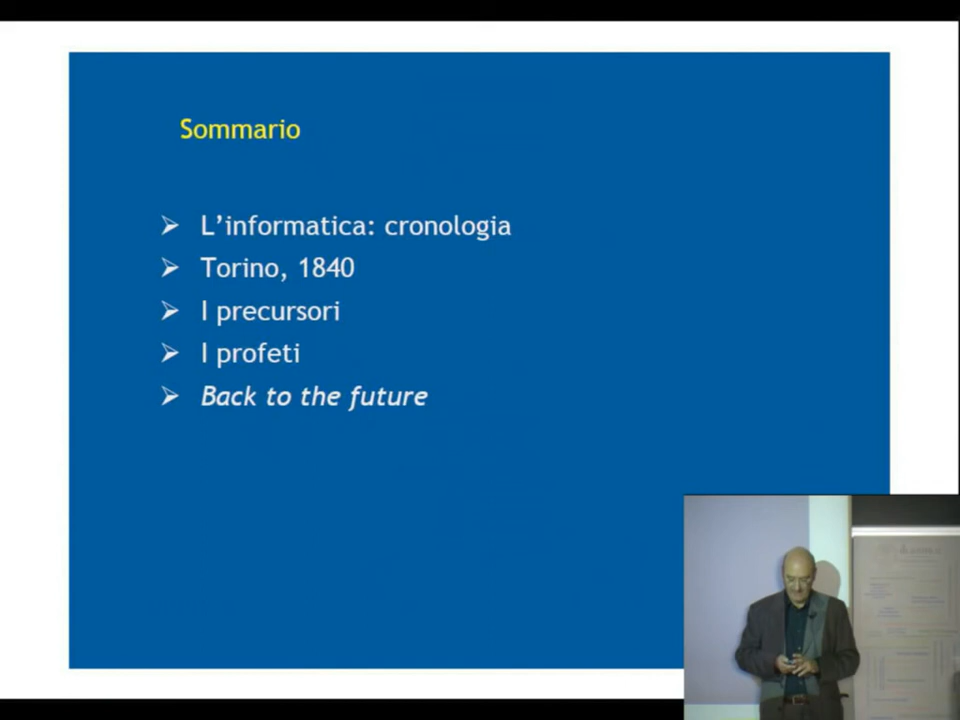 Sommario
L’informatica: cronologia
Torino, 1840
I precursori
I profeti
Back to the future